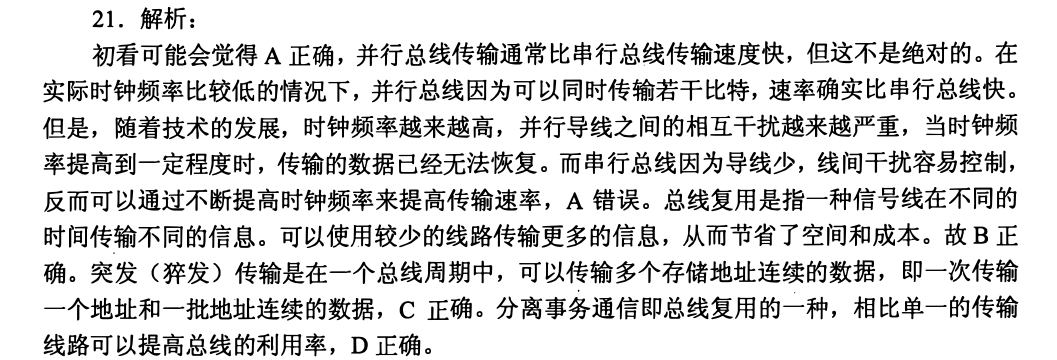 21．解析：
初看可能会觉得 A 正确，并行总线传输通常比串行总线传输速度快，但这不是绝对的。在
实际时钟频率比较低的情况下，并行总线因为可以同时传输若干比特，速率确实比串行总线快。
但是，随着技术的发展，时钟频率越来越高，并行导线之间的相互干扰越来越严重，当时钟频
率提高到一定程度时，传输的数据已经无法恢复。而串行总线因为导线少，线间干扰容易控制，
反而可以通过不断提高时钟频率来提高传输速率，A 错误。总线复用是指一种信号线在不同的
时间传输不同的信息。可以使用较少的线路传输更多的信息，从而节省了空间和成本。故 B 正
确。突发（猝发）传输是在一个总线周期中，可以传输多个存储地址连续的数据，即一次传输
一个地址和一批地址连续的数据，C 正确。分离事务通信即总线复用的一种，相比单一的传输
线路可以提高总线的利用率，D 正确。